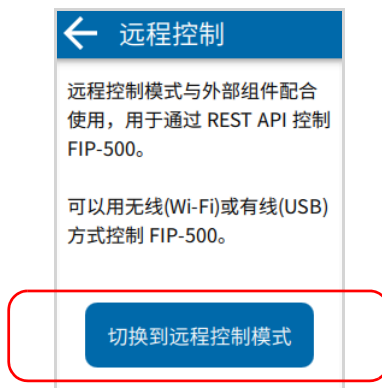 远程控制
远程控制模式与外部组件配合
使用，用于通过 REST API 控制
FIP-500。
可以用无线(Wi-Fi)或有线(USB)
方式控制 FIP-500。
切换到远程控制模式